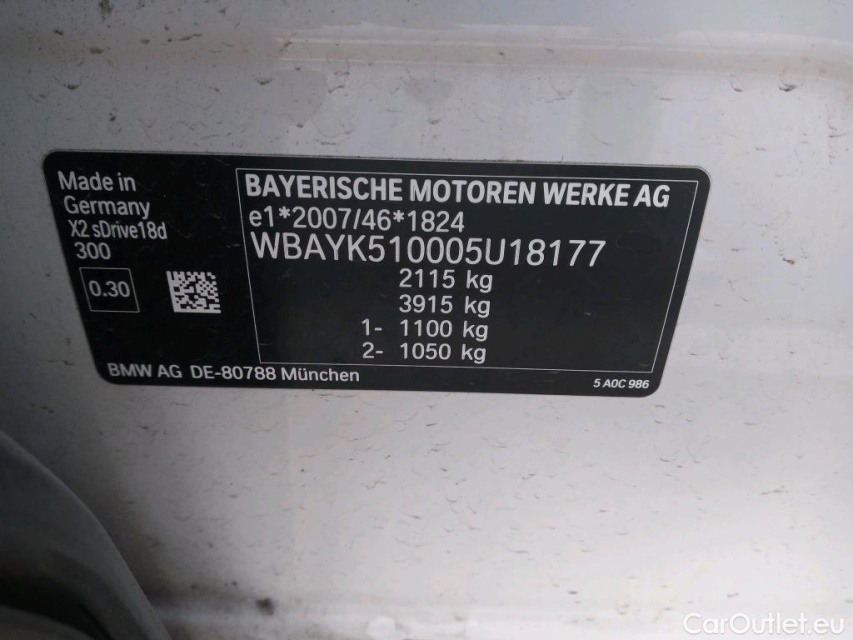 Made in
Germany
X2 sDrive18d
300
0.30
BAYERISCHE MOTOREN WERKE AG
e1*2007/46*1824
WBAYK510005U18177
2115 kg
3915 kg
1- 1100 kg
2- 1050 kg
BMW AG DE-80788 München
5 A0C 986
CarOutlet.eu